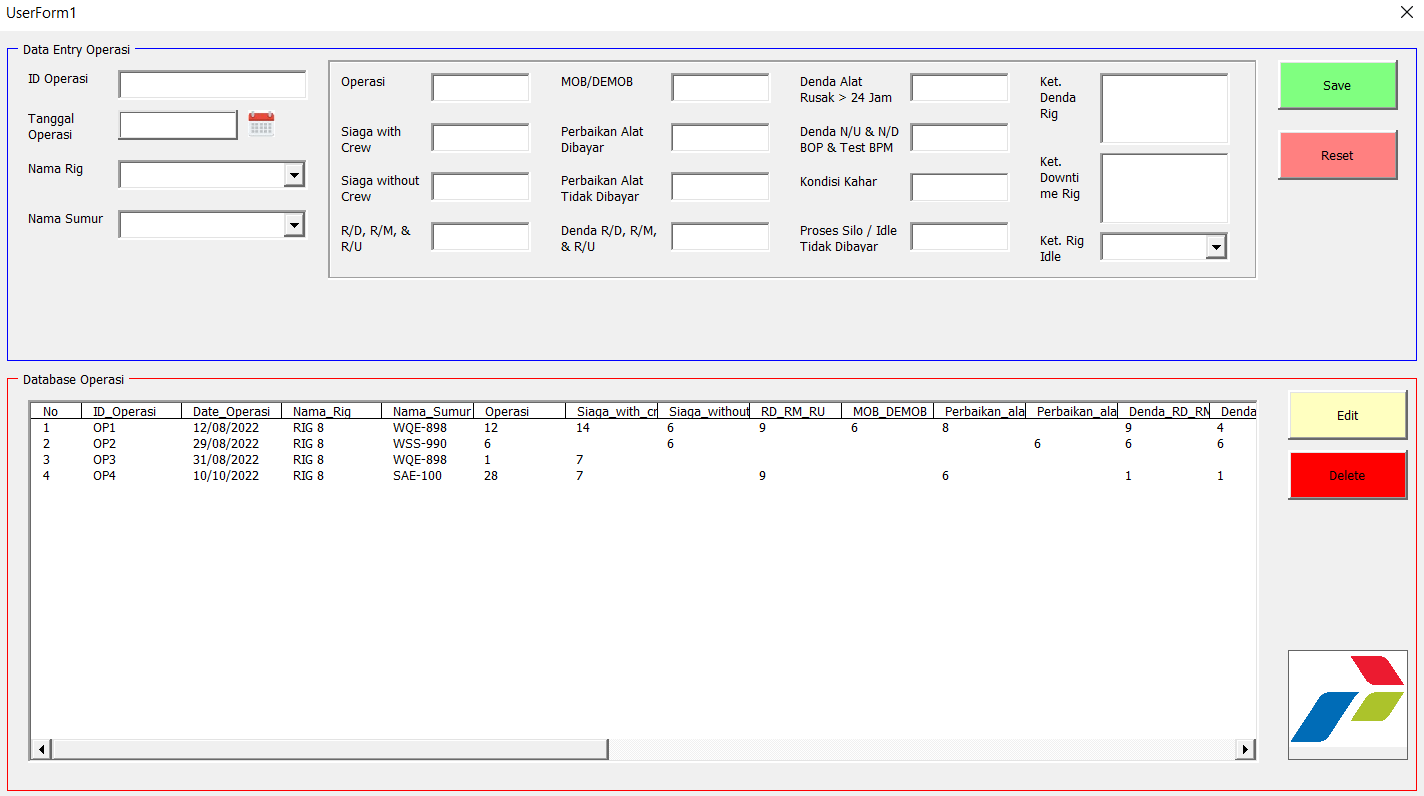 UserForm1
Data Entry Operasi
ID Operasi
Tanggal
Operasi
Nama Rig
Nama Sumur
Operasi
Siaga with
Crew
Siaga without
Crew
R/D, R/M, &
R/U
MOB/DEMOB
Perbaikan Alat
Dibayar
Perbaikan Alat
Tidak Dibayar
Denda R/D, R/M,
& R/U
Denda Alat
Rusak > 24 Jam
Denda N/U & N/D
BOP & Test BPM
Kondisi Kahar
Proses Silo / Idle
Tidak Dibayar
Ket.
Denda
Rig
Ket.
Downti
me Rig
Ket. Rig
Idle
Save
Reset
Database Operasi
No ID_Operasi Date_Operasi Nama_Rig Nama_Sumur Operasi Siaga_with_cr Siaga_without RD_RM_RU MOB_DEMOB Perbaikan_ala Perbaikan_ala Denda_RD_RM Denda
1 OP1 12/08/2022 RIG 8 WQE-898 12 14 6 9 6 8 9 4
2 OP2 29/08/2022 RIG 8 WSS-990 6 6 6 6 6
3 OP3 31/08/2022 RIG 8 WQE-898 1 7
4 OP4 10/10/2022 RIG 8 SAE-100 28 7 9 6 1 1
Edit
Delete